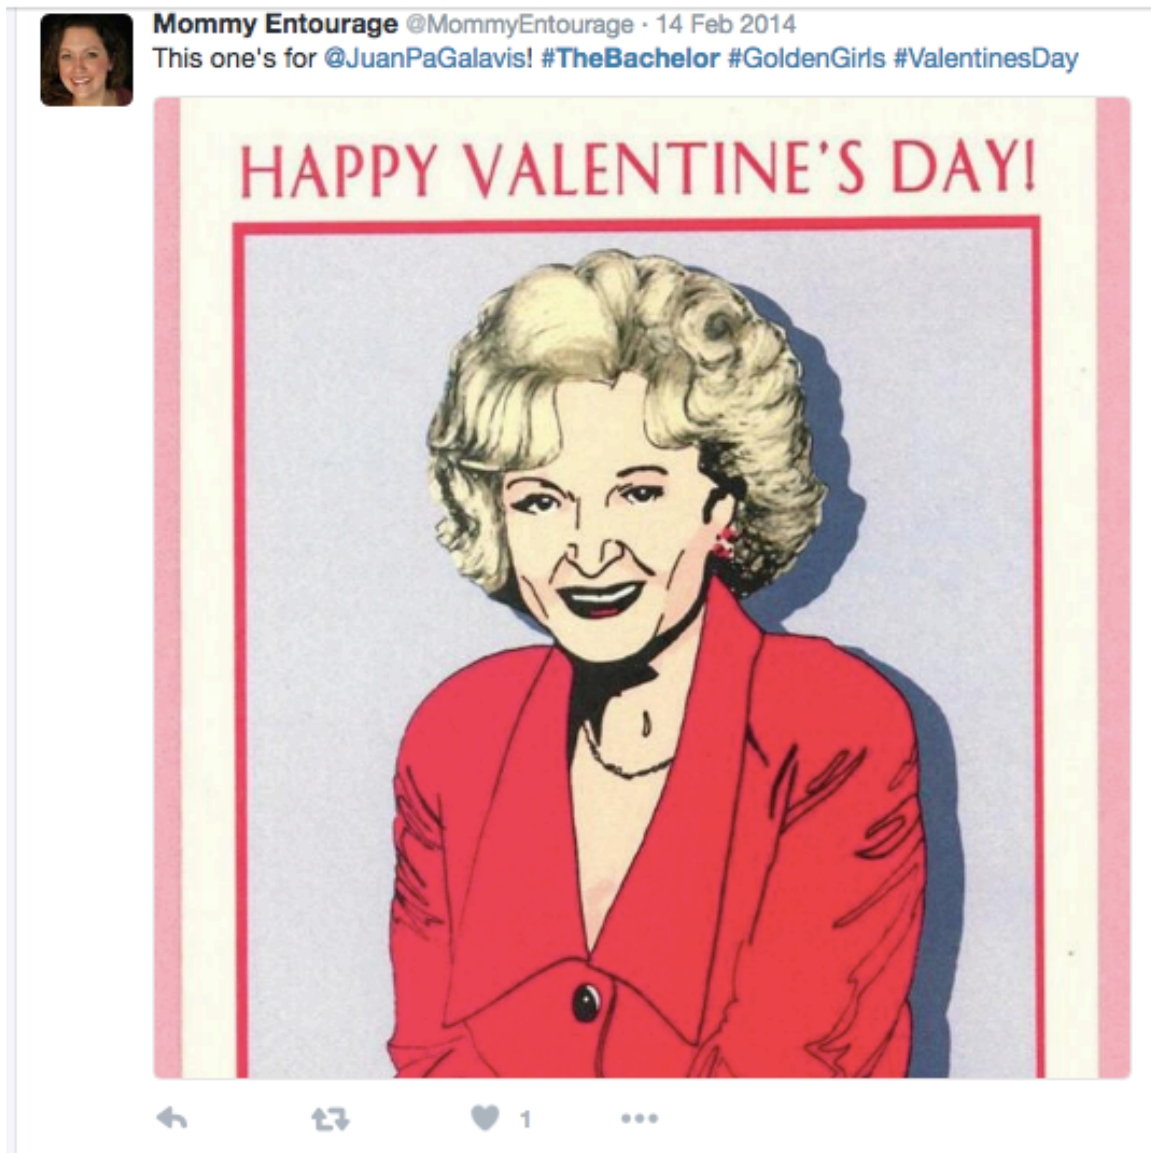 Mommy Entourage @MommyEntourage · 14 Feb 2014
This one's for @JuanPaGalavis! #TheBachelor #GoldenGirls #ValentinesDay
HAPPY VALENTINE'S DAY!
1